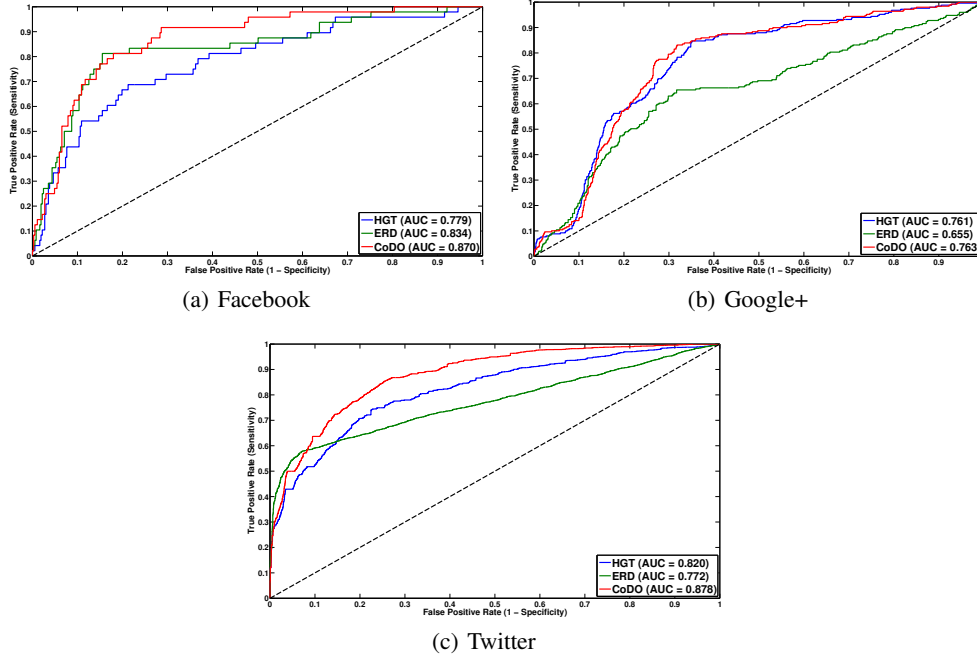 1
0.9
0.8
0.7
0.6
0.5
0.4
0.3
0.2
0.1
0
True Positive Rate (Sensitivity)
HGT (AUC = 0.779)
ERD (AUC = 0.834)
CoDO (AUC = 0.870)
0 0.1 0.2 0.3 0.4 0.5 0.6 0.7 0.8 0.9 1
False Positive Rate (1 − Specificity)
(a) Facebook
1
0.9
0.8
0.7
0.6
0.5
0.4
0.3
0.2
0.1
0
True Positive Rate (Sensitivity)
HGT (AUC = 0.761)
ERD (AUC = 0.655)
CoDO (AUC = 0.763
0 0.1 0.2 0.3 0.4 0.5 0.6 0.7 0.8 0.9
False Positive Rate (1 − Specificity)
(b) Google+
1
0.9
0.8
0.7
0.6
0.5
0.4
0.3
0.2
0.1
0
True Positive Rate (Sensitivity)
HGT (AUC = 0.820)
ERD (AUC = 0.772)
CoDO (AUC = 0.878)
0 0.1 0.2 0.3 0.4 0.5 0.6 0.7 0.8 0.9 1
False Positive Rate (1 − Specificity)
(c) Twitter